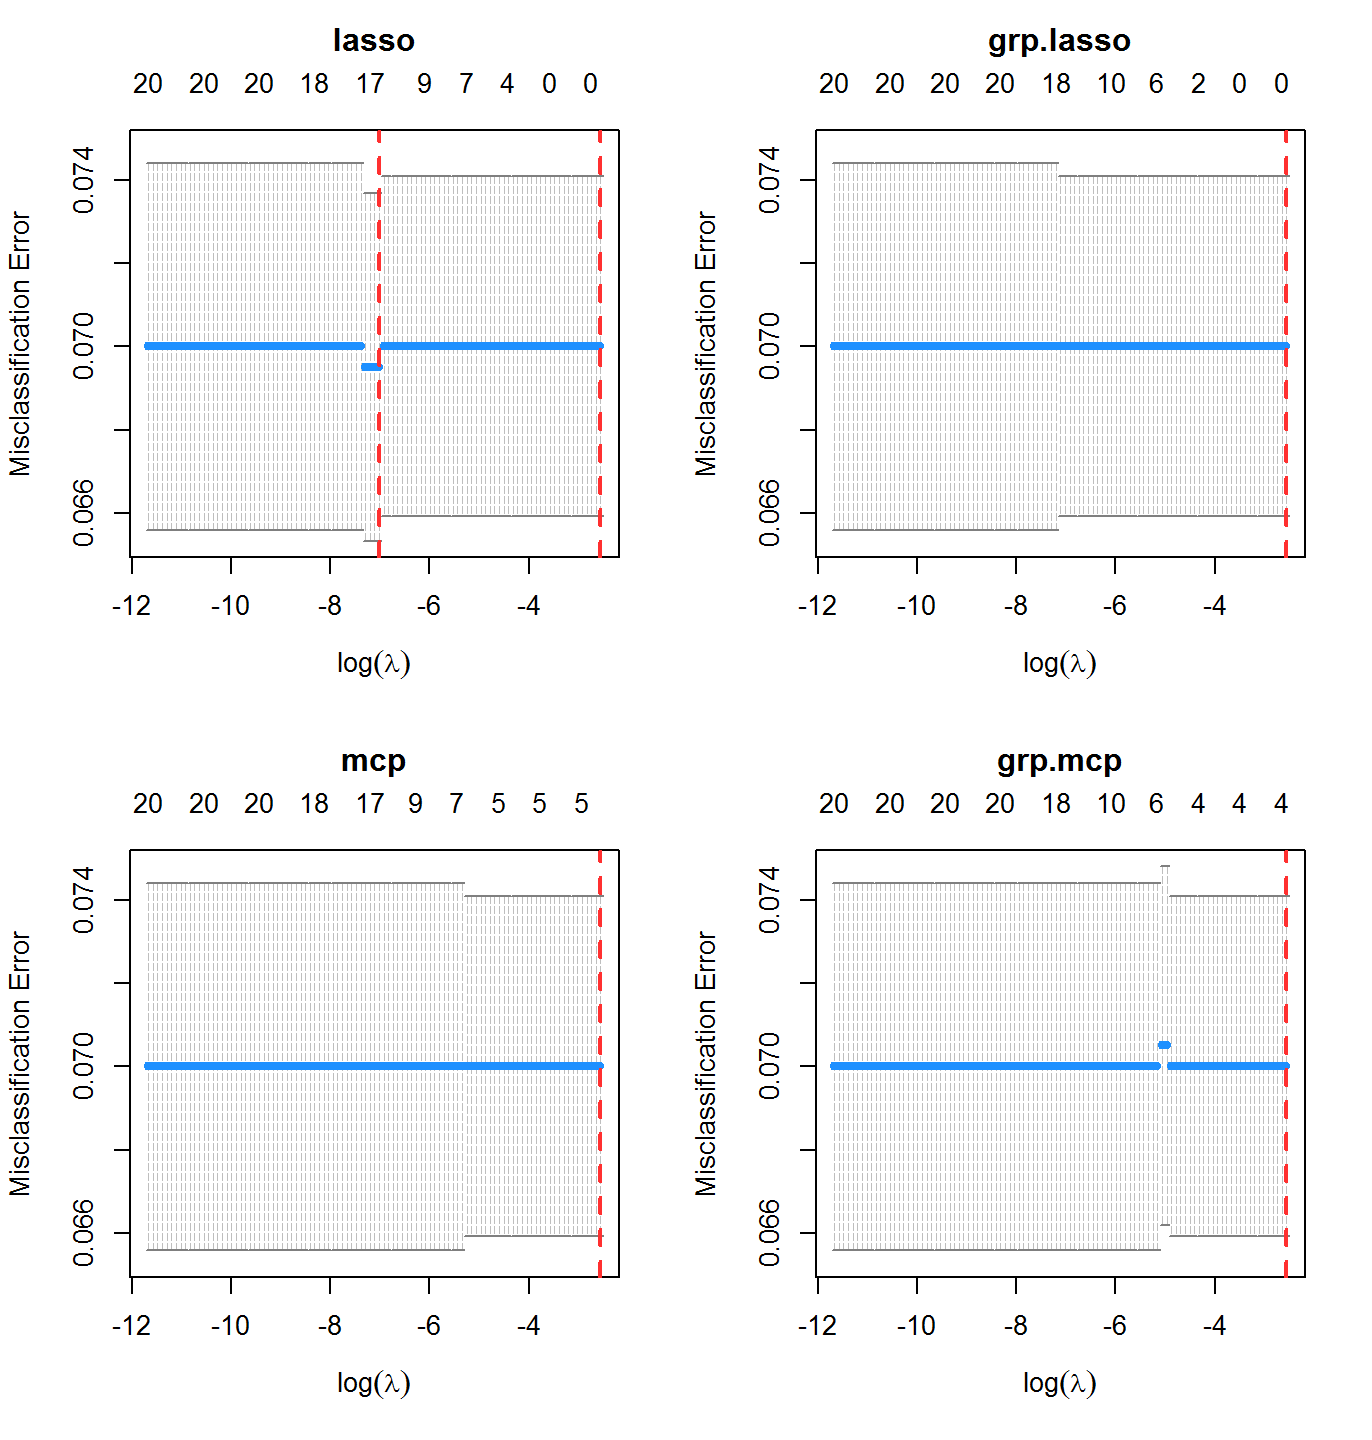 lasso
20 20 20 18 17 9 7 4 0 0
0.074
0.070
0.066
Misclassification Error
-12 -10 -8 -6 -4
log(λ)
grp.lasso
20 20 20 20 18 10 6 2 0 0
0.074
0.070
0.066
Misclassification Error
-12 -10 -8 -6 -4
log(λ)
mcp
20 20 20 18 17 9 7 5 5 5
0.074
0.070
0.066
Misclassification Error
-12 -10 -8 -6 -4
log(λ)
grp.mcp
20 20 20 20 18 10 6 4 4 4
0.074
0.070
0.066
Misclassification Error
-12 -10 -8 -6 -4
log(λ)